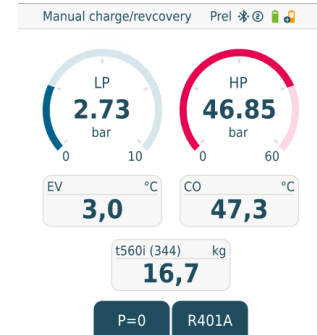 Manual charge/revcovery Prel
LP
2.73
bar
0 10
HP
46.85
bar
0 60
EV °C
3,0
CO °C
47,3
t560i (344) kg
16,7
P=0
R401A